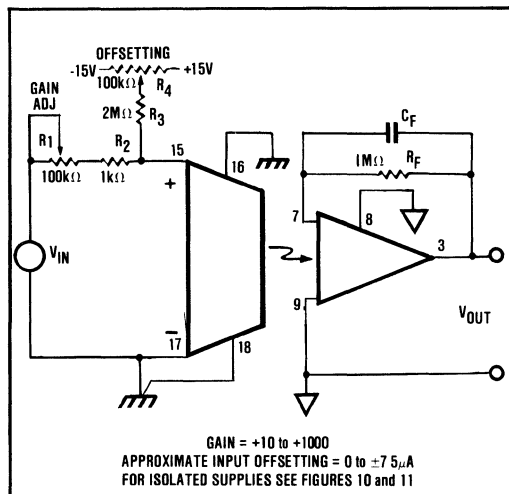 OFFSETTING
-15V +15V
100kΩ R4
GAIN
ADJ
2MΩ R3
R1 R2
100kΩ 1kΩ
15
16
+
VIN
−
17
18
CF
1MΩ RF
7
8
3
9
VOUT
GAIN = +10 to +1000
APPROXIMATE INPUT OFFSETTING = 0 to ±7 5μA
FOR ISOLATED SUPPLIES SEE FIGURES 10 and 11